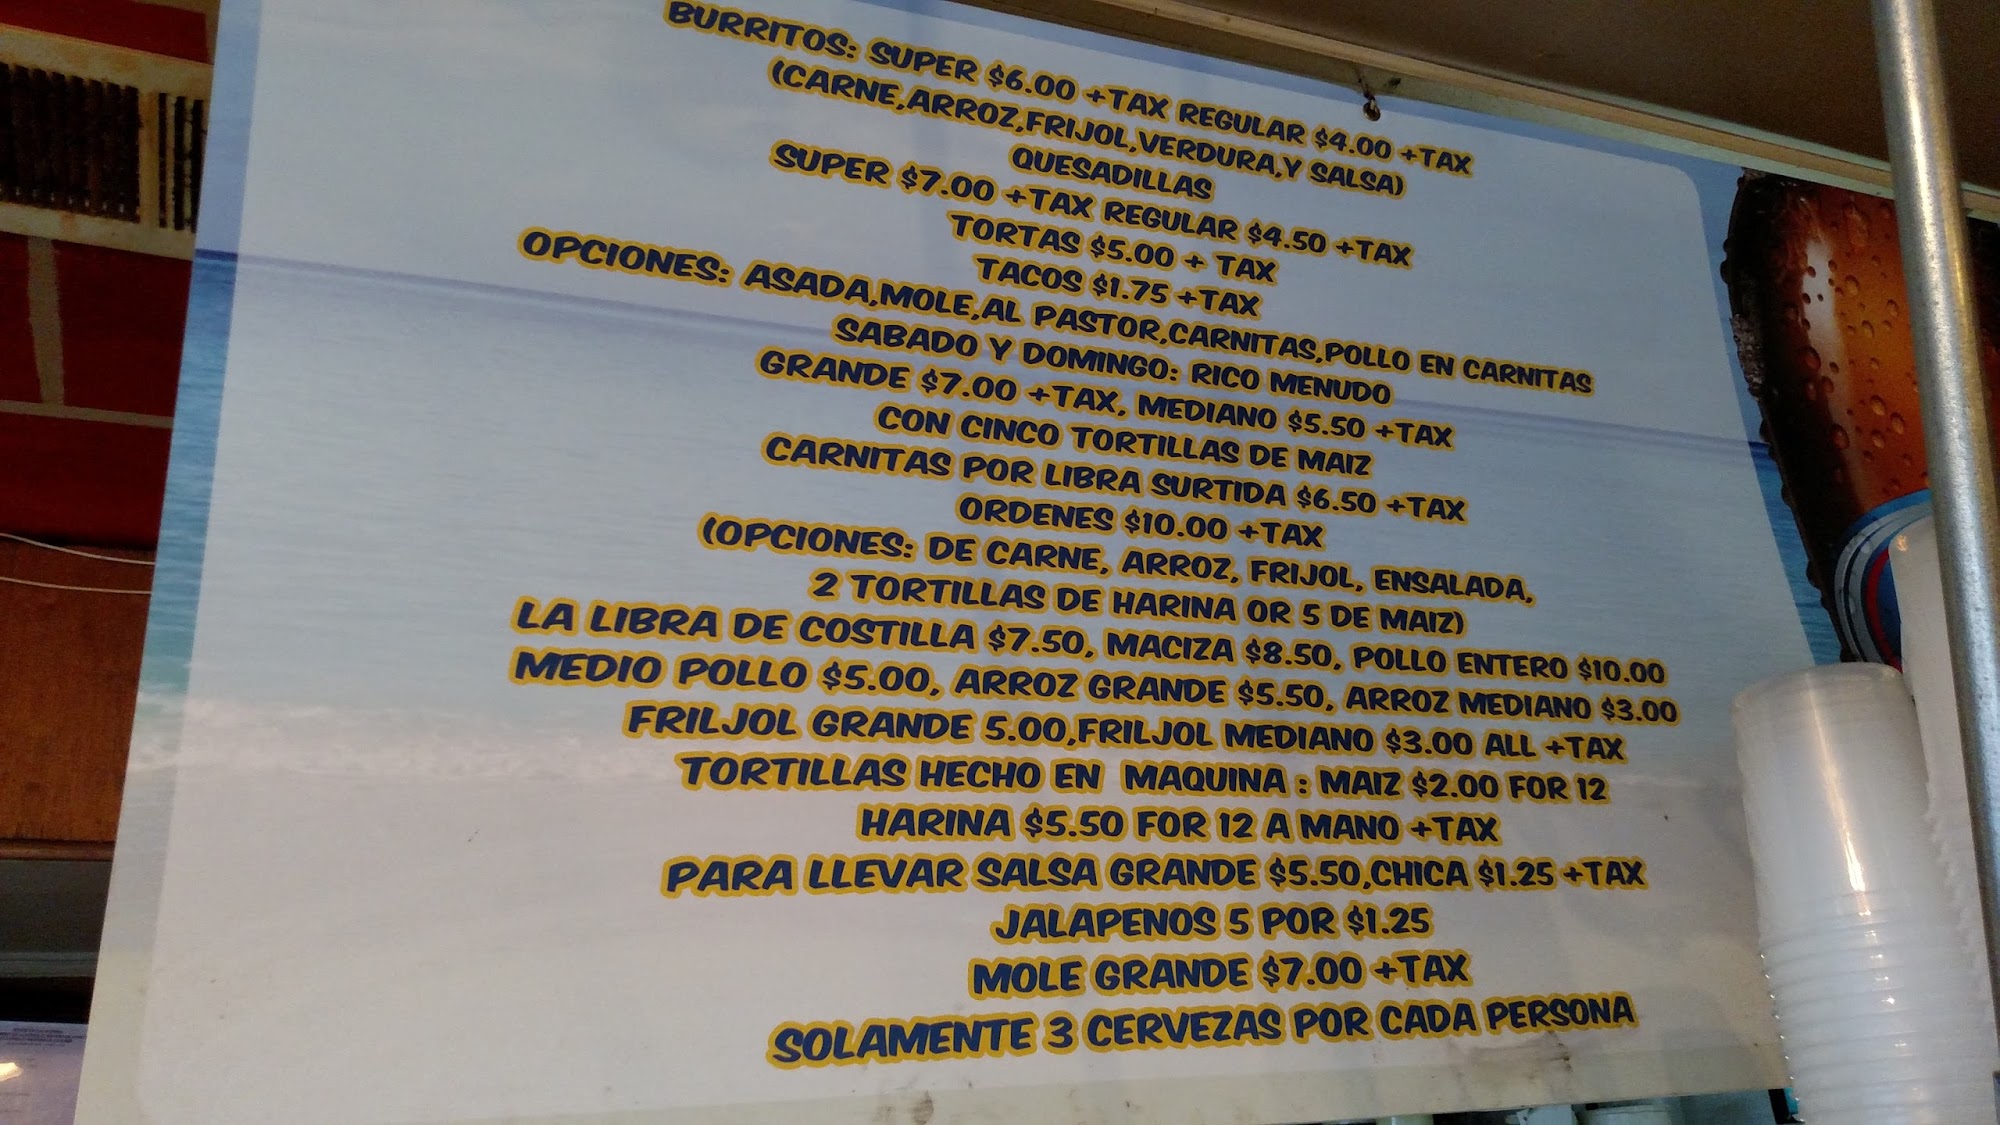 BURRITOS: SUPER $6.00 +TAX REGULAR $4.00 +TAX
(CARNE,ARROZ,FRIJOL,VERDURA,Y SALSA)
QUESADILLAS
SUPER $7.00 +TAX REGULAR $4.50 +TAX
TORTAS $5.00 + TAX
TACOS $1.75 +TAX
OPCIONES: ASADA,MOLE,AL PASTOR,CARNITAS,POLLO EN CARNITAS
SABADO Y DOMINGO: RICO MENUDO
GRANDE $7.00 +TAX, MEDIANO $5.50 +TAX
CON CINCO TORTILLAS DE MAIZ
CARNITAS POR LIBRA SURTIDA $6.50 +TAX
ORDENES $10.00 +TAX
(OPCIONES: DE CARNE, ARROZ, FRIJOL, ENSALADA,
2 TORTILLAS DE HARINA OR 5 DE MAIZ)
LA LIBRA DE COSTILLA $7.50, MACIZA $8.50, POLLO ENTERO $10.00
MEDIO POLLO $5.00, ARROZ GRANDE $5.50, ARROZ MEDIANO $3.00
FRILJOL GRANDE 5.00,FRILJOL MEDIANO $3.00 ALL +TAX
TORTILLAS HECHO EN MAQUINA : MAIZ $2.00 FOR 12
HARINA $5.50 FOR 12 A MANO +TAX
PARA LLEVAR SALSA GRANDE $5.50,CHICA $1.25 +TAX
JALAPENOS 5 POR $1.25
MOLE GRANDE $7.00 +TAX
SOLAMENTE 3 CERVEZAS POR CADA PERSONA